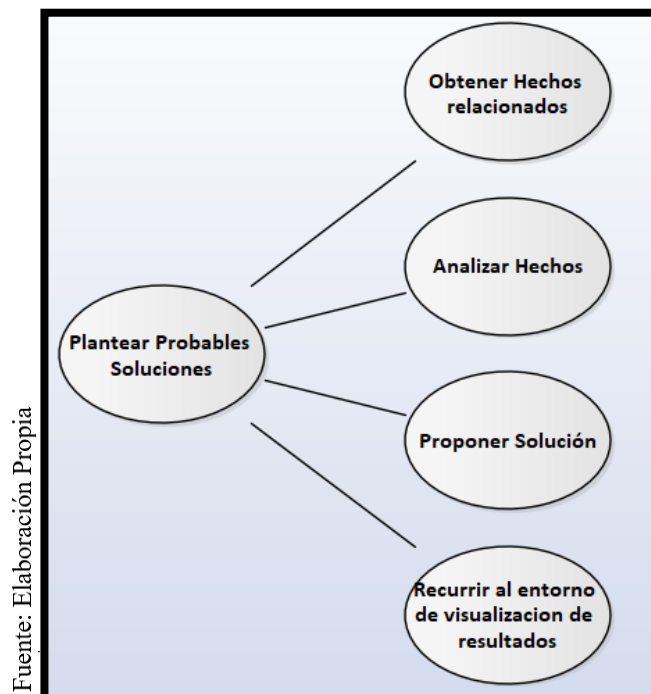 Obtener Hechos
relacionados
Analizar Hechos
Plantear Probables
Soluciones
Proponer Solución
Recurrir al entorno
de visualizacion de
resultados
Fuente: Elaboración Propia